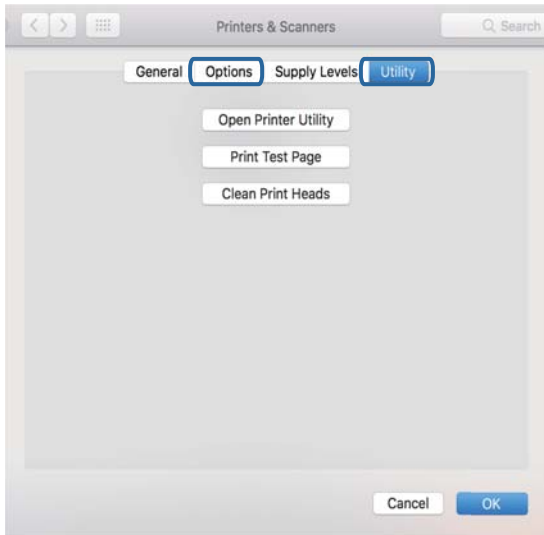 Printers & Scanners
Search
General Options Supply Levels Utility
Open Printer Utility
Print Test Page
Clean Print Heads
Cancel OK